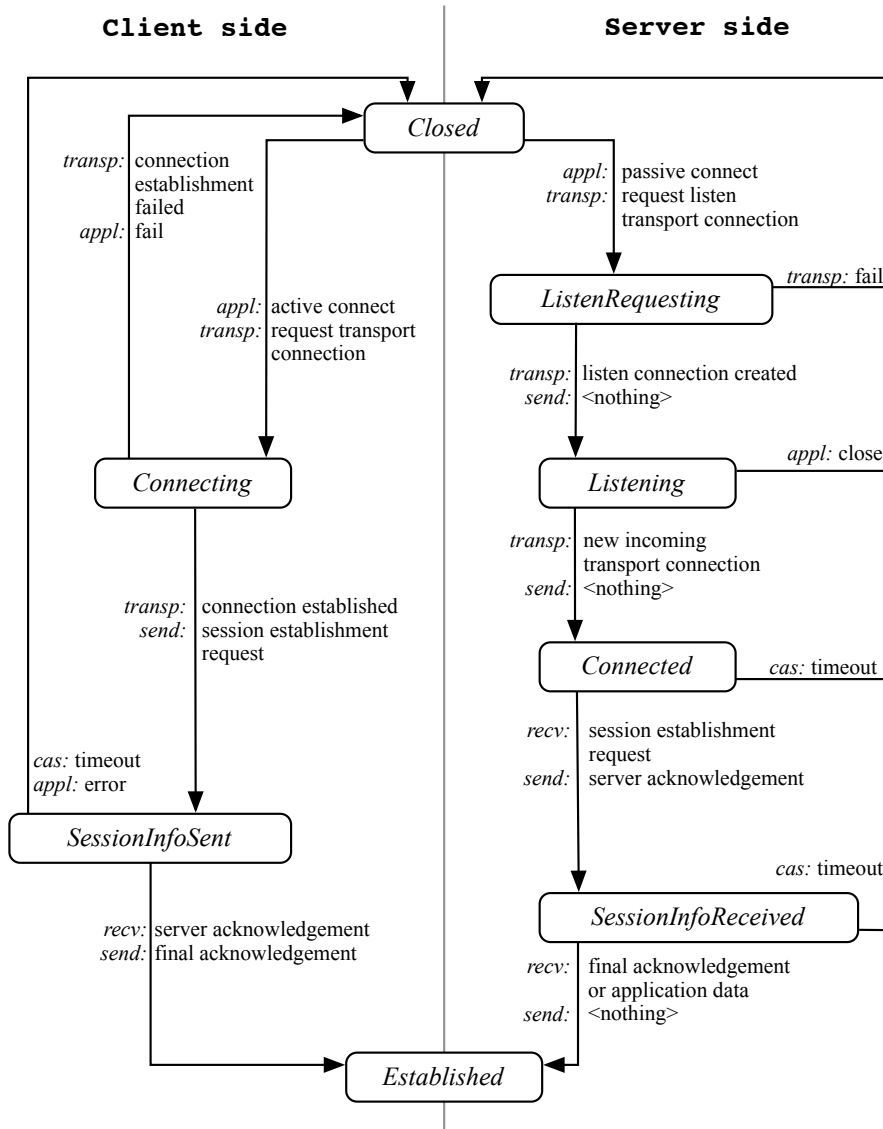 Client side
Server side
Closed
transp: connection
establishment
failed
appl: fail
appl: passive connect
transp: request listen
transport connection
appl: active connect
transp: request transport
connection
ListenRequesting
transp: fail
transp: listen connection created
send: <nothing>
Connecting
Listening
appl: close
transp: new incoming
transport connection
send: <nothing>
transp: connection established
send: session establishment
request
Connected
cas: timeout
recv: session establishment
request
send: server acknowledgement
cas: timeout
appl: error
SessionInfoSent
cas: timeout
SessionInfoReceived
recv: server acknowledgement
send: final acknowledgement
recv: final acknowledgement
or application data
send: <nothing>
Established